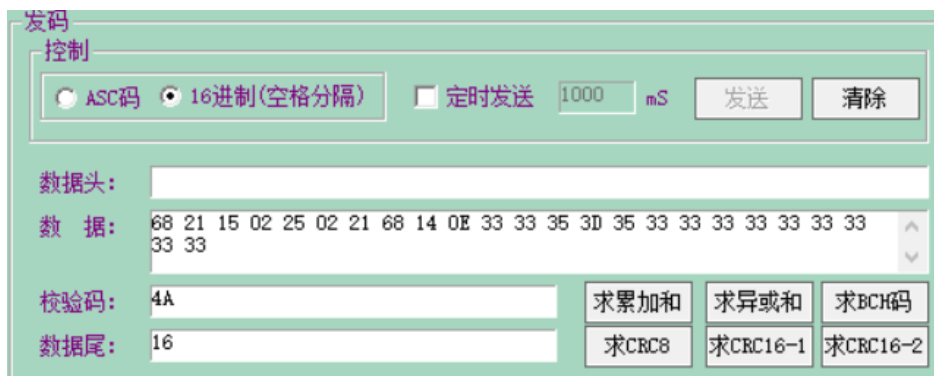 发码
控制
ASC码 16进制(空格分隔) 定时发送 1000 mS 发送 清除
数据头:
数 据: 68 21 15 02 25 02 21 68 14 0E 33 33 35 3D 35 33 33 33 33 33 33 33
33 33
校验码: 4A 求累加和 求异或和 求BCH码
数据尾: 16 求CRC8 求CRC16-1 求CRC16-2